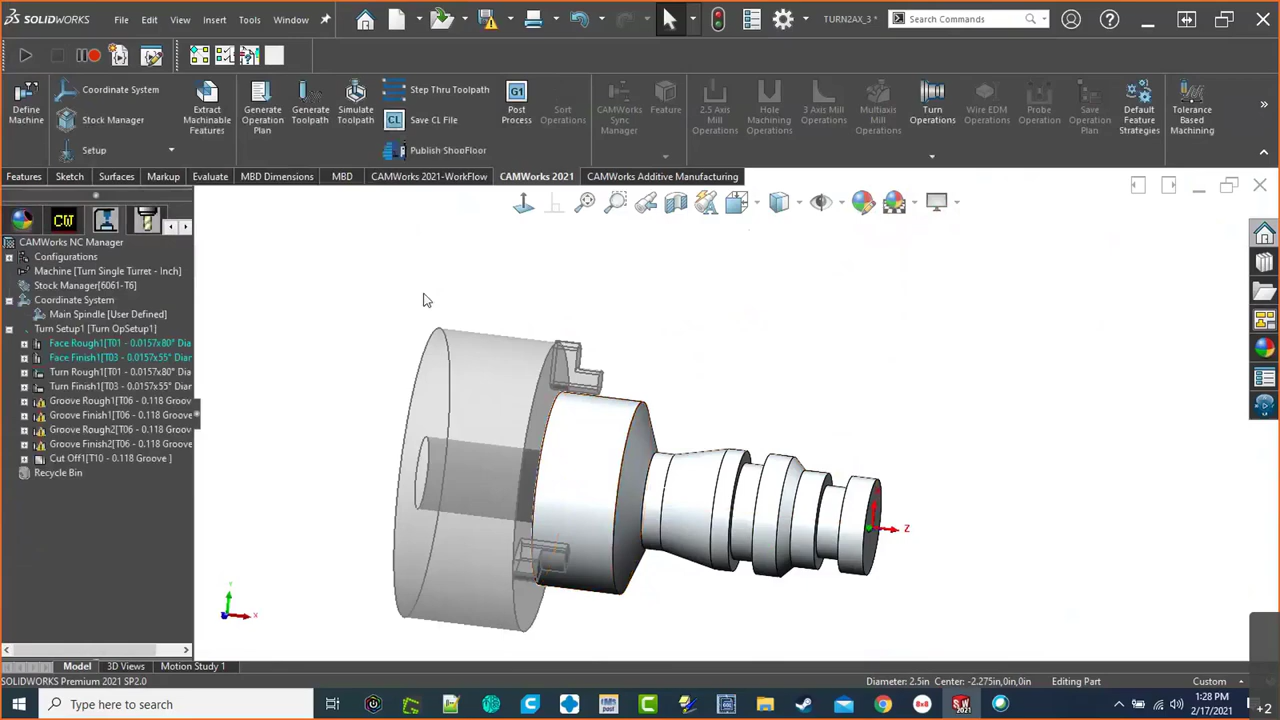 SOLIDWORKS File Edit View Insert Tools Window TURN2AX_3 * Search Commands
Define Machine Coordinate System Stock Manager Setup Extract Machinable Features Generate Operation Plan Generate Toolpath Simulate Toolpath Step Thru Toolpath Save CL File Publish ShopFloor G1 Post Process Sort Operations CAMWorks Sync Manager Feature 2.5 Axis Mill Operations Hole Machining Operations 3 Axis Mill Operations Multiaxis Mill Operations Turn Operations Wire EDM Operations Probe Operation Save Operation Plan Default Feature Strategies Tolerance Based Machining
Features Sketch Surfaces Markup Evaluate MBD Dimensions MBD CAMWorks 2021-WorkFlow CAMWorks 2021 CAMWorks Additive Manufacturing
CW
CAMWorks NC Manager
Configurations
Machine [Turn Single Turret - Inch]
Stock Manager[6061-T6]
Coordinate System
Main Spindle [User Defined]
Turn Setup1 [Turn OpSetup1]
Face Rough1[T01 - 0.0157x80° Diar
Face Finish1[T03 - 0.0157x55° Diar
Turn Rough1[T01 - 0.0157x80° Diar
Turn Finish1[T03 - 0.0157x55° Diar
Groove Rough1[T06 - 0.118 Groove
Groove Finish1[T06 - 0.118 Groove
Groove Rough2[T06 - 0.118 Groove
Groove Finish2[T06 - 0.118 Groove
Cut Off1[T10 - 0.118 Groove ]
Recycle Bin
Z
Y
X
Model 3D Views Motion Study 1
SOLIDWORKS Premium 2021 SP2.0 Diameter: 2.5in Center: -2.275in,0in,0in Editing Part Custom
Type here to search 1:28 PM
2/17/2021
+2